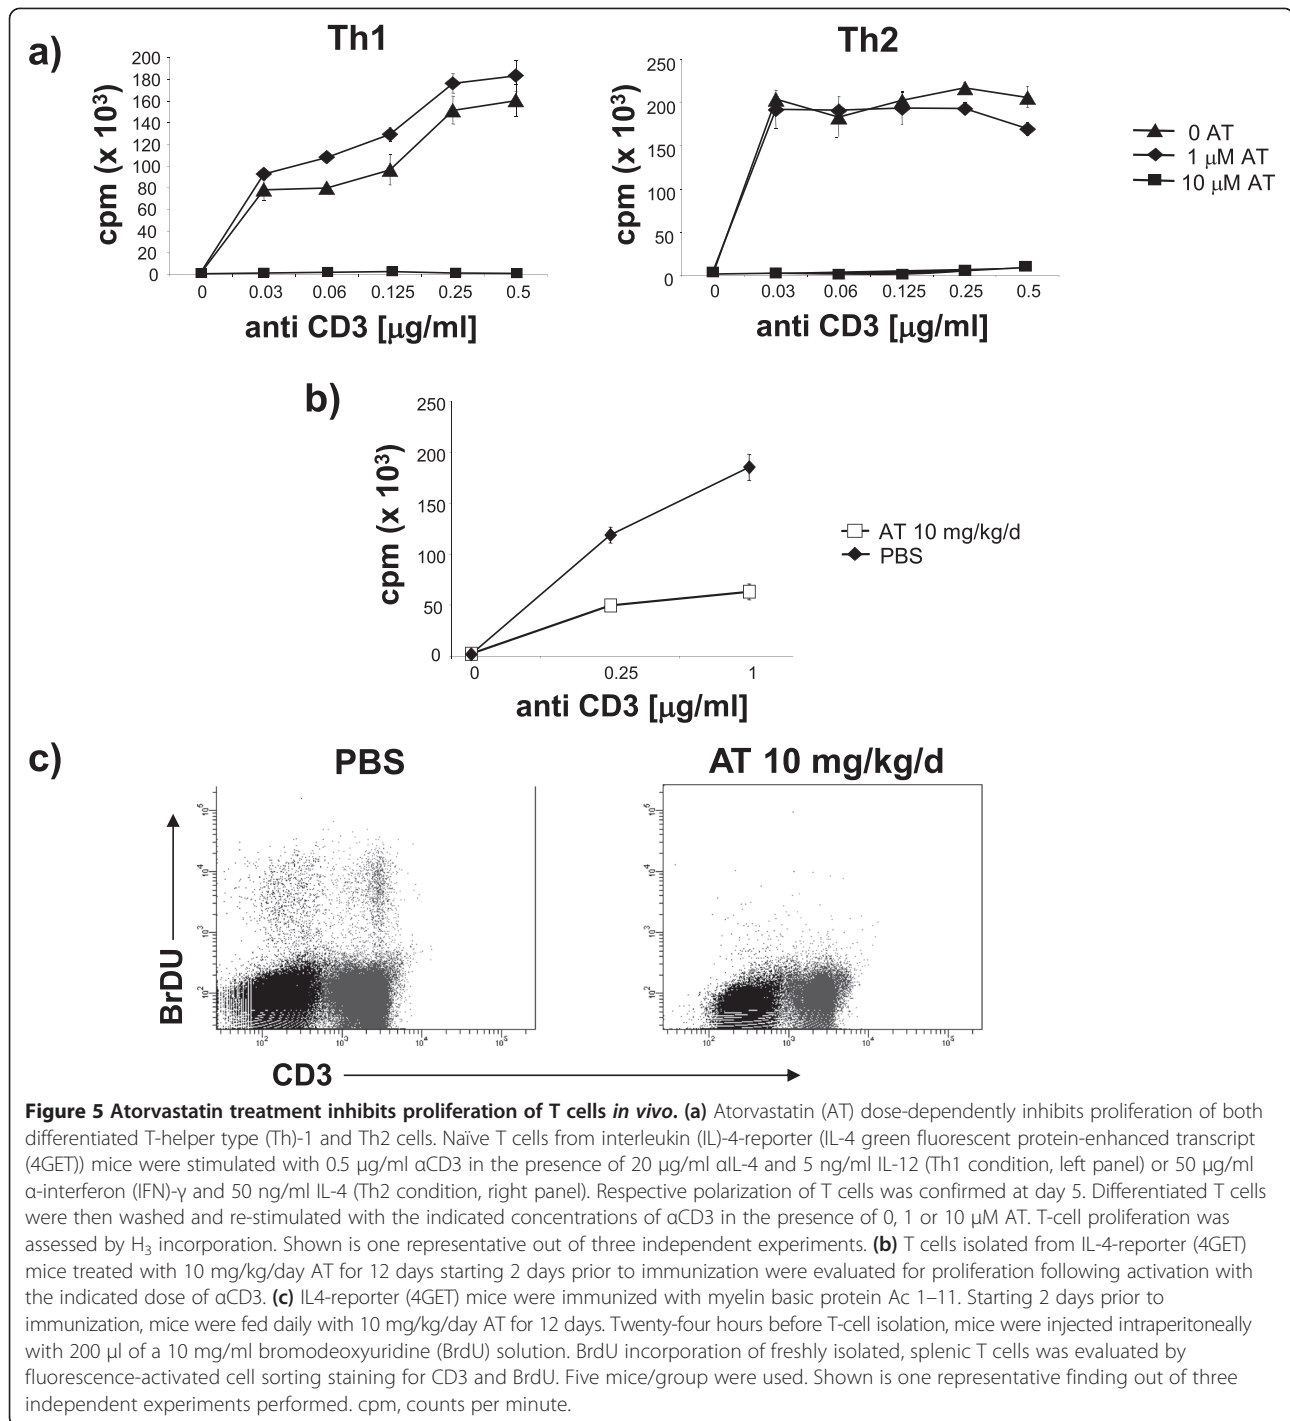 a)
Th1
cpm (x 10³)
200
180
160
140
120
100
80
60
40
20
0
0 0.03 0.06 0.125 0.25 0.5
anti CD3 [μg/ml]
Th2
cpm (x 10³)
250
200
150
100
50
0
0 0.03 0.06 0.125 0.25 0.5
anti CD3 [μg/ml]
0 AT
1 μM AT
10 μM AT
b)
cpm (x 10³)
250
200
150
100
50
0
0 0.25 1
anti CD3 [μg/ml]
AT 10 mg/kg/d
PBS
c)
PBS
BrDU
10⁵
10⁴
10³
10²
10² 10³ 10⁴ 10⁵
AT 10 mg/kg/d
10⁵
10⁴
10³
10²
10² 10³ 10⁴ 10⁵
CD3
Figure 5 Atorvastatin treatment inhibits proliferation of T cells in vivo. (a) Atorvastatin (AT) dose-dependently inhibits proliferation of both
differentiated T-helper type (Th)-1 and Th2 cells. Naïve T cells from interleukin (IL)-4-reporter (IL-4 green fluorescent protein-enhanced transcript
(4GET)) mice were stimulated with 0.5 μg/ml αCD3 in the presence of 20 μg/ml αIL-4 and 5 ng/ml IL-12 (Th1 condition, left panel) or 50 μg/ml
α-interferon (IFN)-γ and 50 ng/ml IL-4 (Th2 condition, right panel). Respective polarization of T cells was confirmed at day 5. Differentiated T cells
were then washed and re-stimulated with the indicated concentrations of αCD3 in the presence of 0, 1 or 10 μM AT. T-cell proliferation was
assessed by H₃ incorporation. Shown is one representative out of three independent experiments. (b) T cells isolated from IL-4-reporter (4GET)
mice treated with 10 mg/kg/day AT for 12 days starting 2 days prior to immunization were evaluated for proliferation following activation with
the indicated dose of αCD3. (c) IL4-reporter (4GET) mice were immunized with myelin basic protein Ac 1–11. Starting 2 days prior to
immunization, mice were fed daily with 10 mg/kg/day AT for 12 days. Twenty-four hours before T-cell isolation, mice were injected intraperitoneally
with 200 μl of a 10 mg/ml bromodeoxyuridine (BrdU) solution. BrdU incorporation of freshly isolated, splenic T cells was evaluated by
fluorescence-activated cell sorting staining for CD3 and BrdU. Five mice/group were used. Shown is one representative finding out of three
independent experiments performed. cpm, counts per minute.